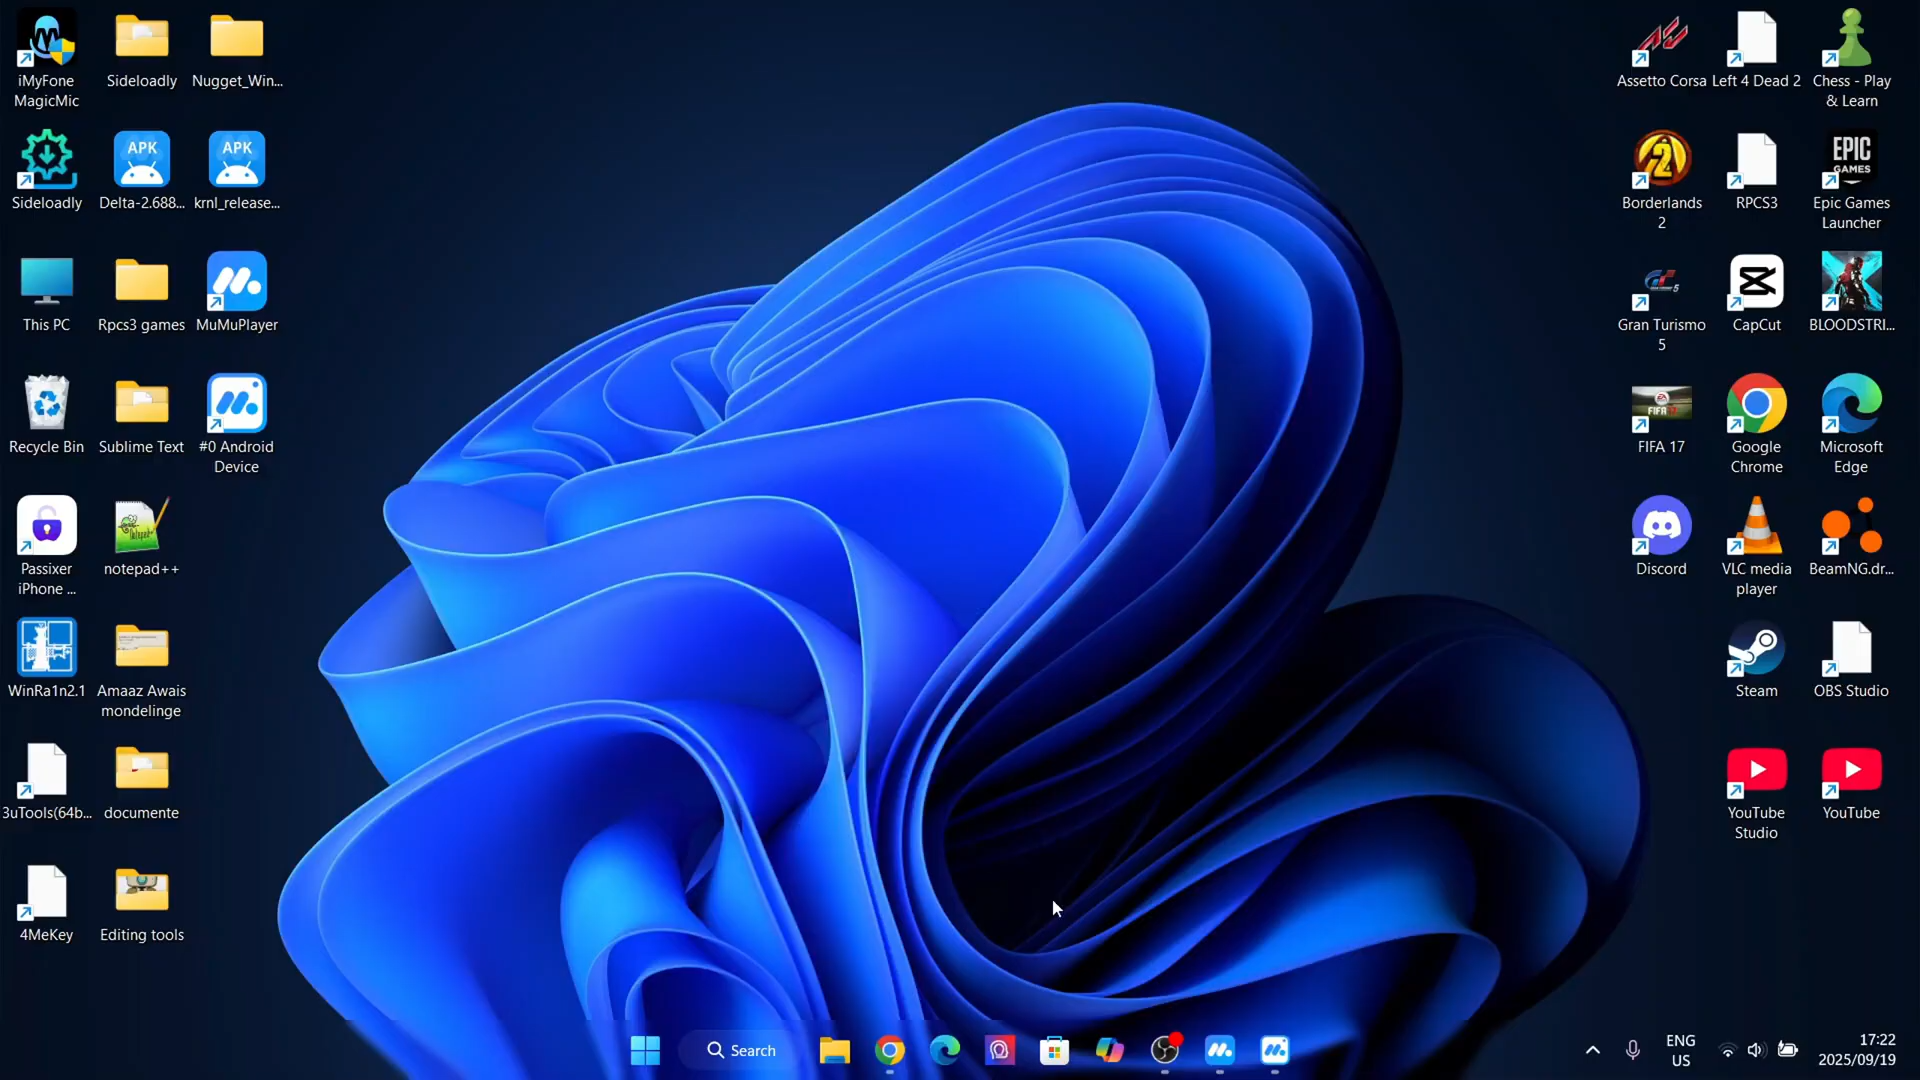 iMyFone
MagicMic
Sideloadly
Nugget_Win...
Sideloadly
APK
Delta-2.688...
APK
krnl_release...
This PC
Rpcs3 games
MuMuPlayer
Recycle Bin
Sublime Text
#0 Android
Device
Passixer
iPhone ...
notepad++
WinRa1n2.1
Amaaz Awais
mondelinge
3uTools(64b...
documente
4MeKey
Editing tools
Assetto Corsa
Left 4 Dead 2
Chess - Play
& Learn
Borderlands
2
RPCS3
EPIC
GAMES
Epic Games
Launcher
Gran Turismo
5
CapCut
BLOODSTRI...
FIFA 17
Google
Chrome
Microsoft
Edge
Discord
VLC media
player
BeamNG.dr...
Steam
OBS Studio
YouTube
Studio
YouTube
Search
ENG
US
17:22
2025/09/19